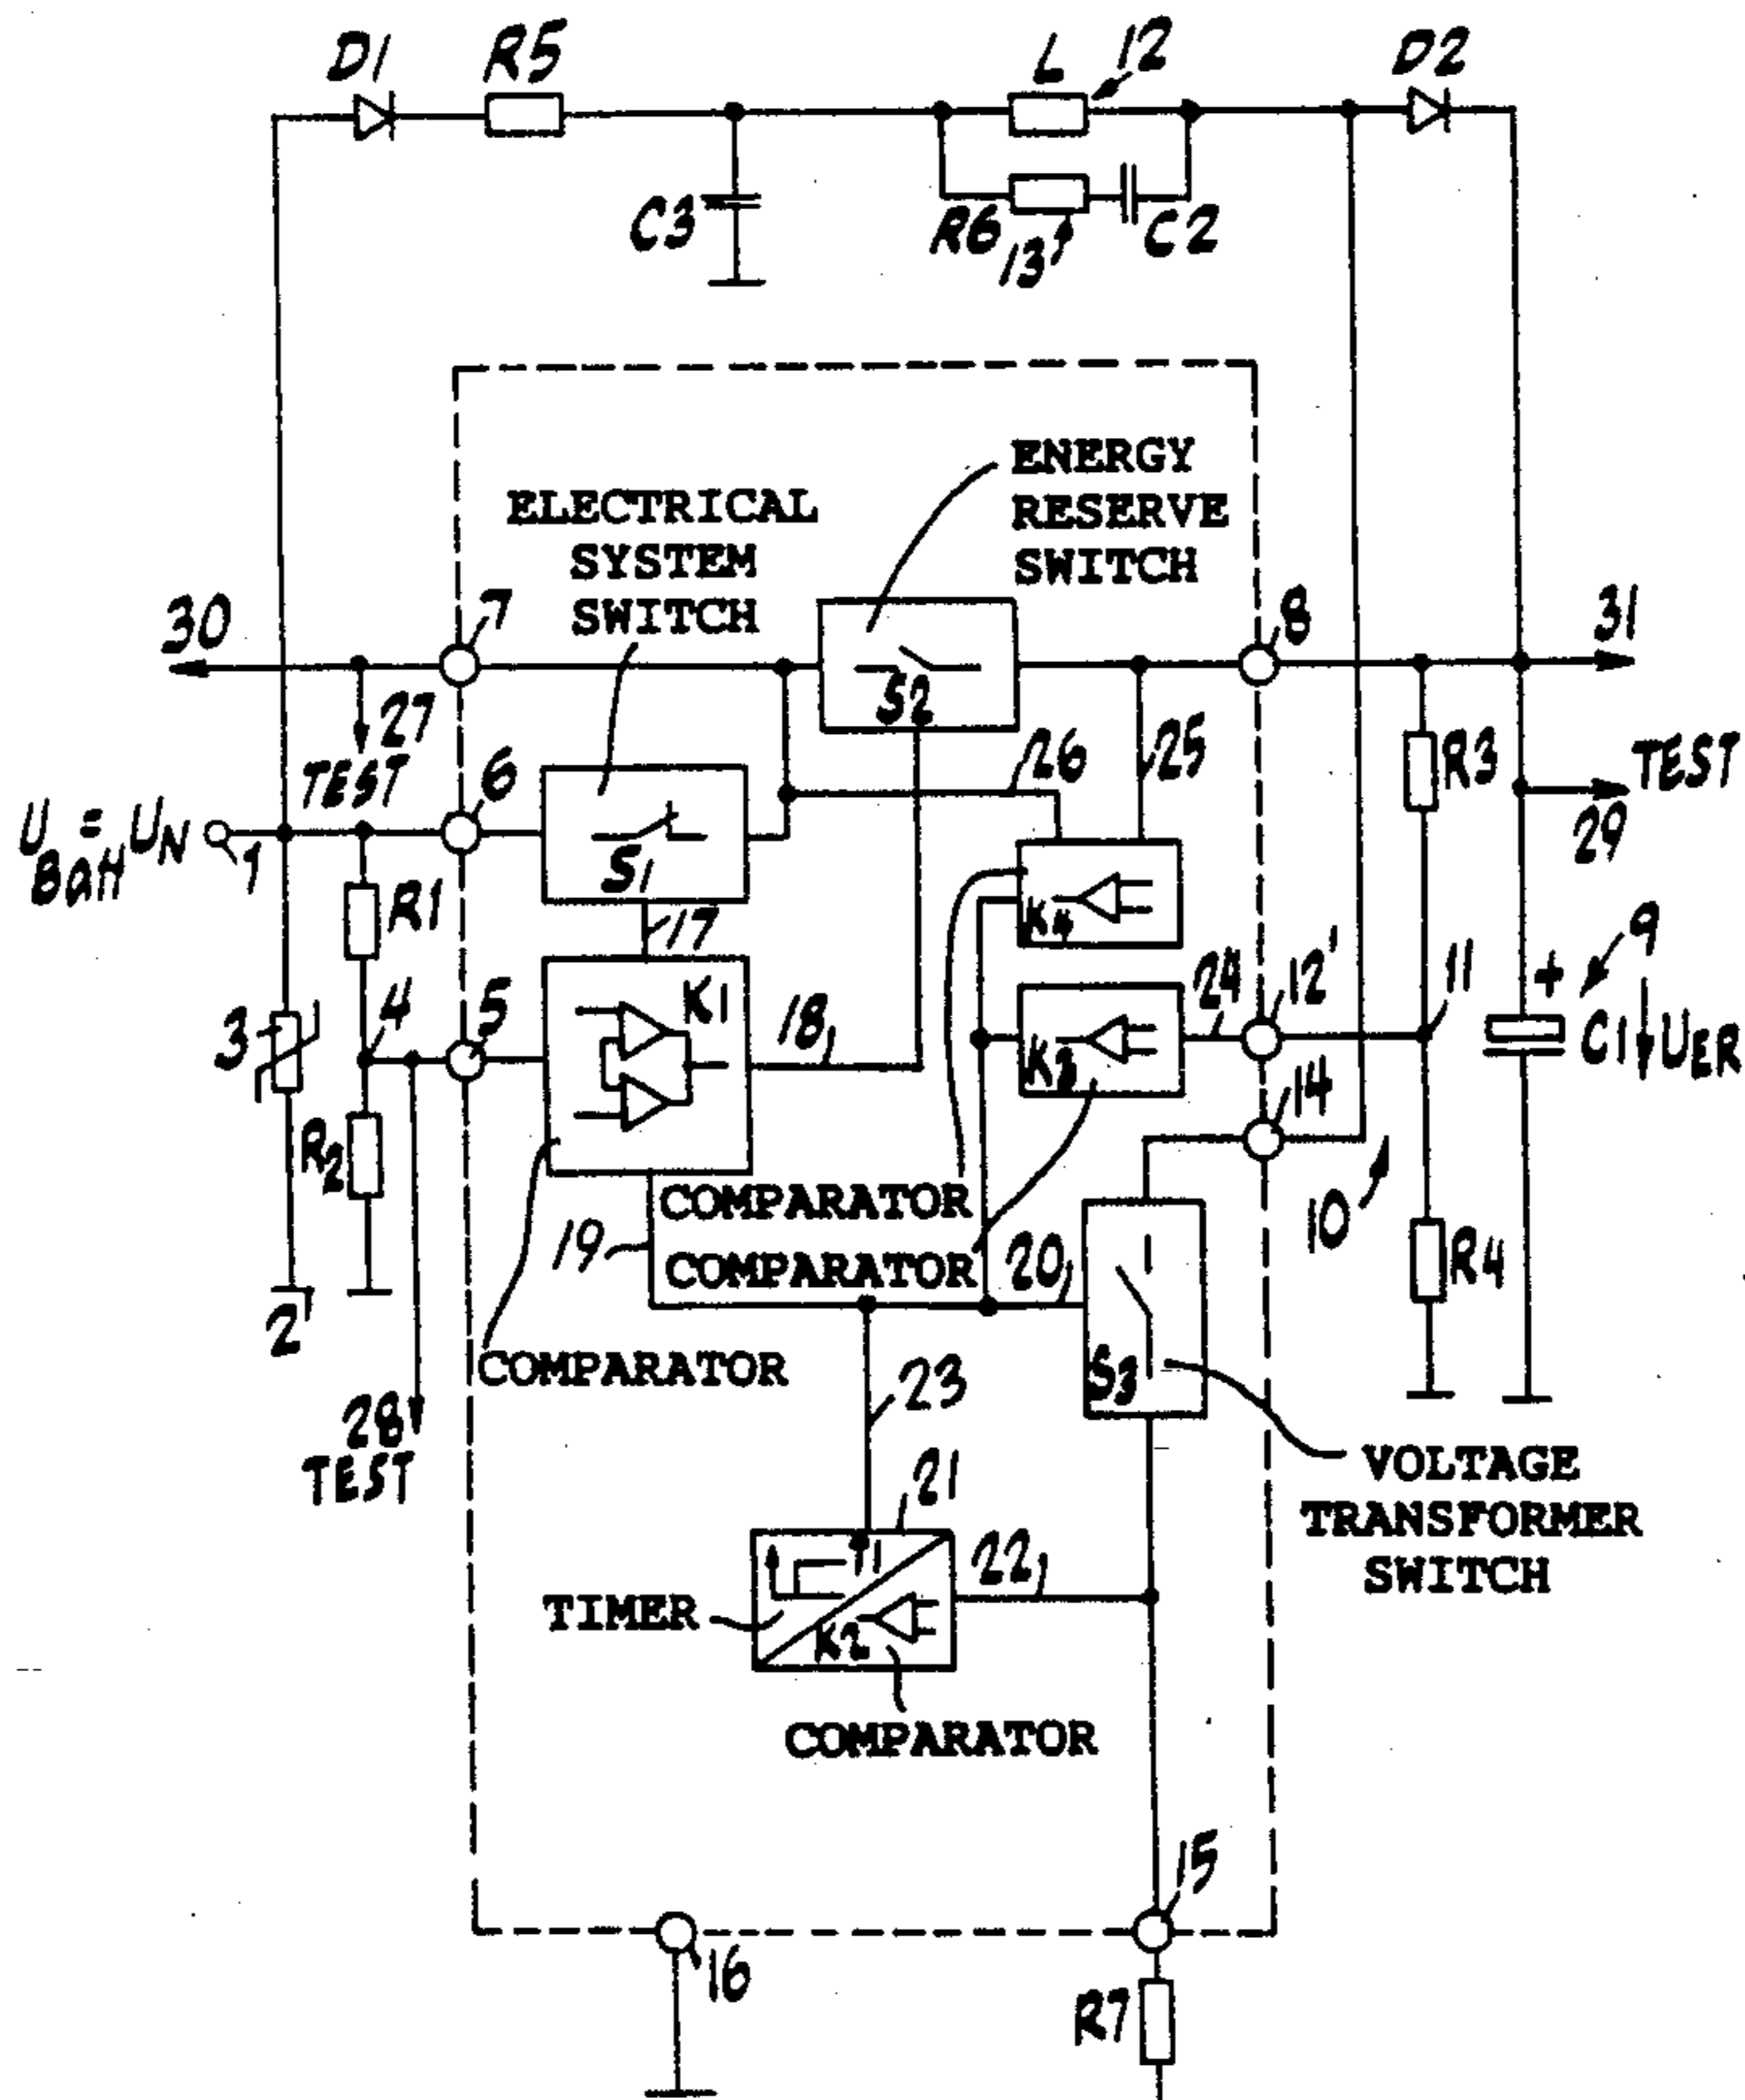 D1
R5
L
12
D2
C3
R6
13'
C2
ENERGY
RESERVE
SWITCH
ELECTRICAL
SYSTEM
SWITCH
30
7
8
31
S2
27
TEST
6
26
25
R3
TEST
29
U = UN
Batt
1
S1
R1
17
K4
9
4
5
K1
18
24
12'
11
+
C1
UER
3
K3
14
R2
COMPARATOR
19
COMPARATOR
20
10
R4
2
COMPARATOR
23
S3
28
TEST
21
VOLTAGE
TRANSFORMER
SWITCH
T1
22
TIMER
K2
COMPARATOR
15
16
R7